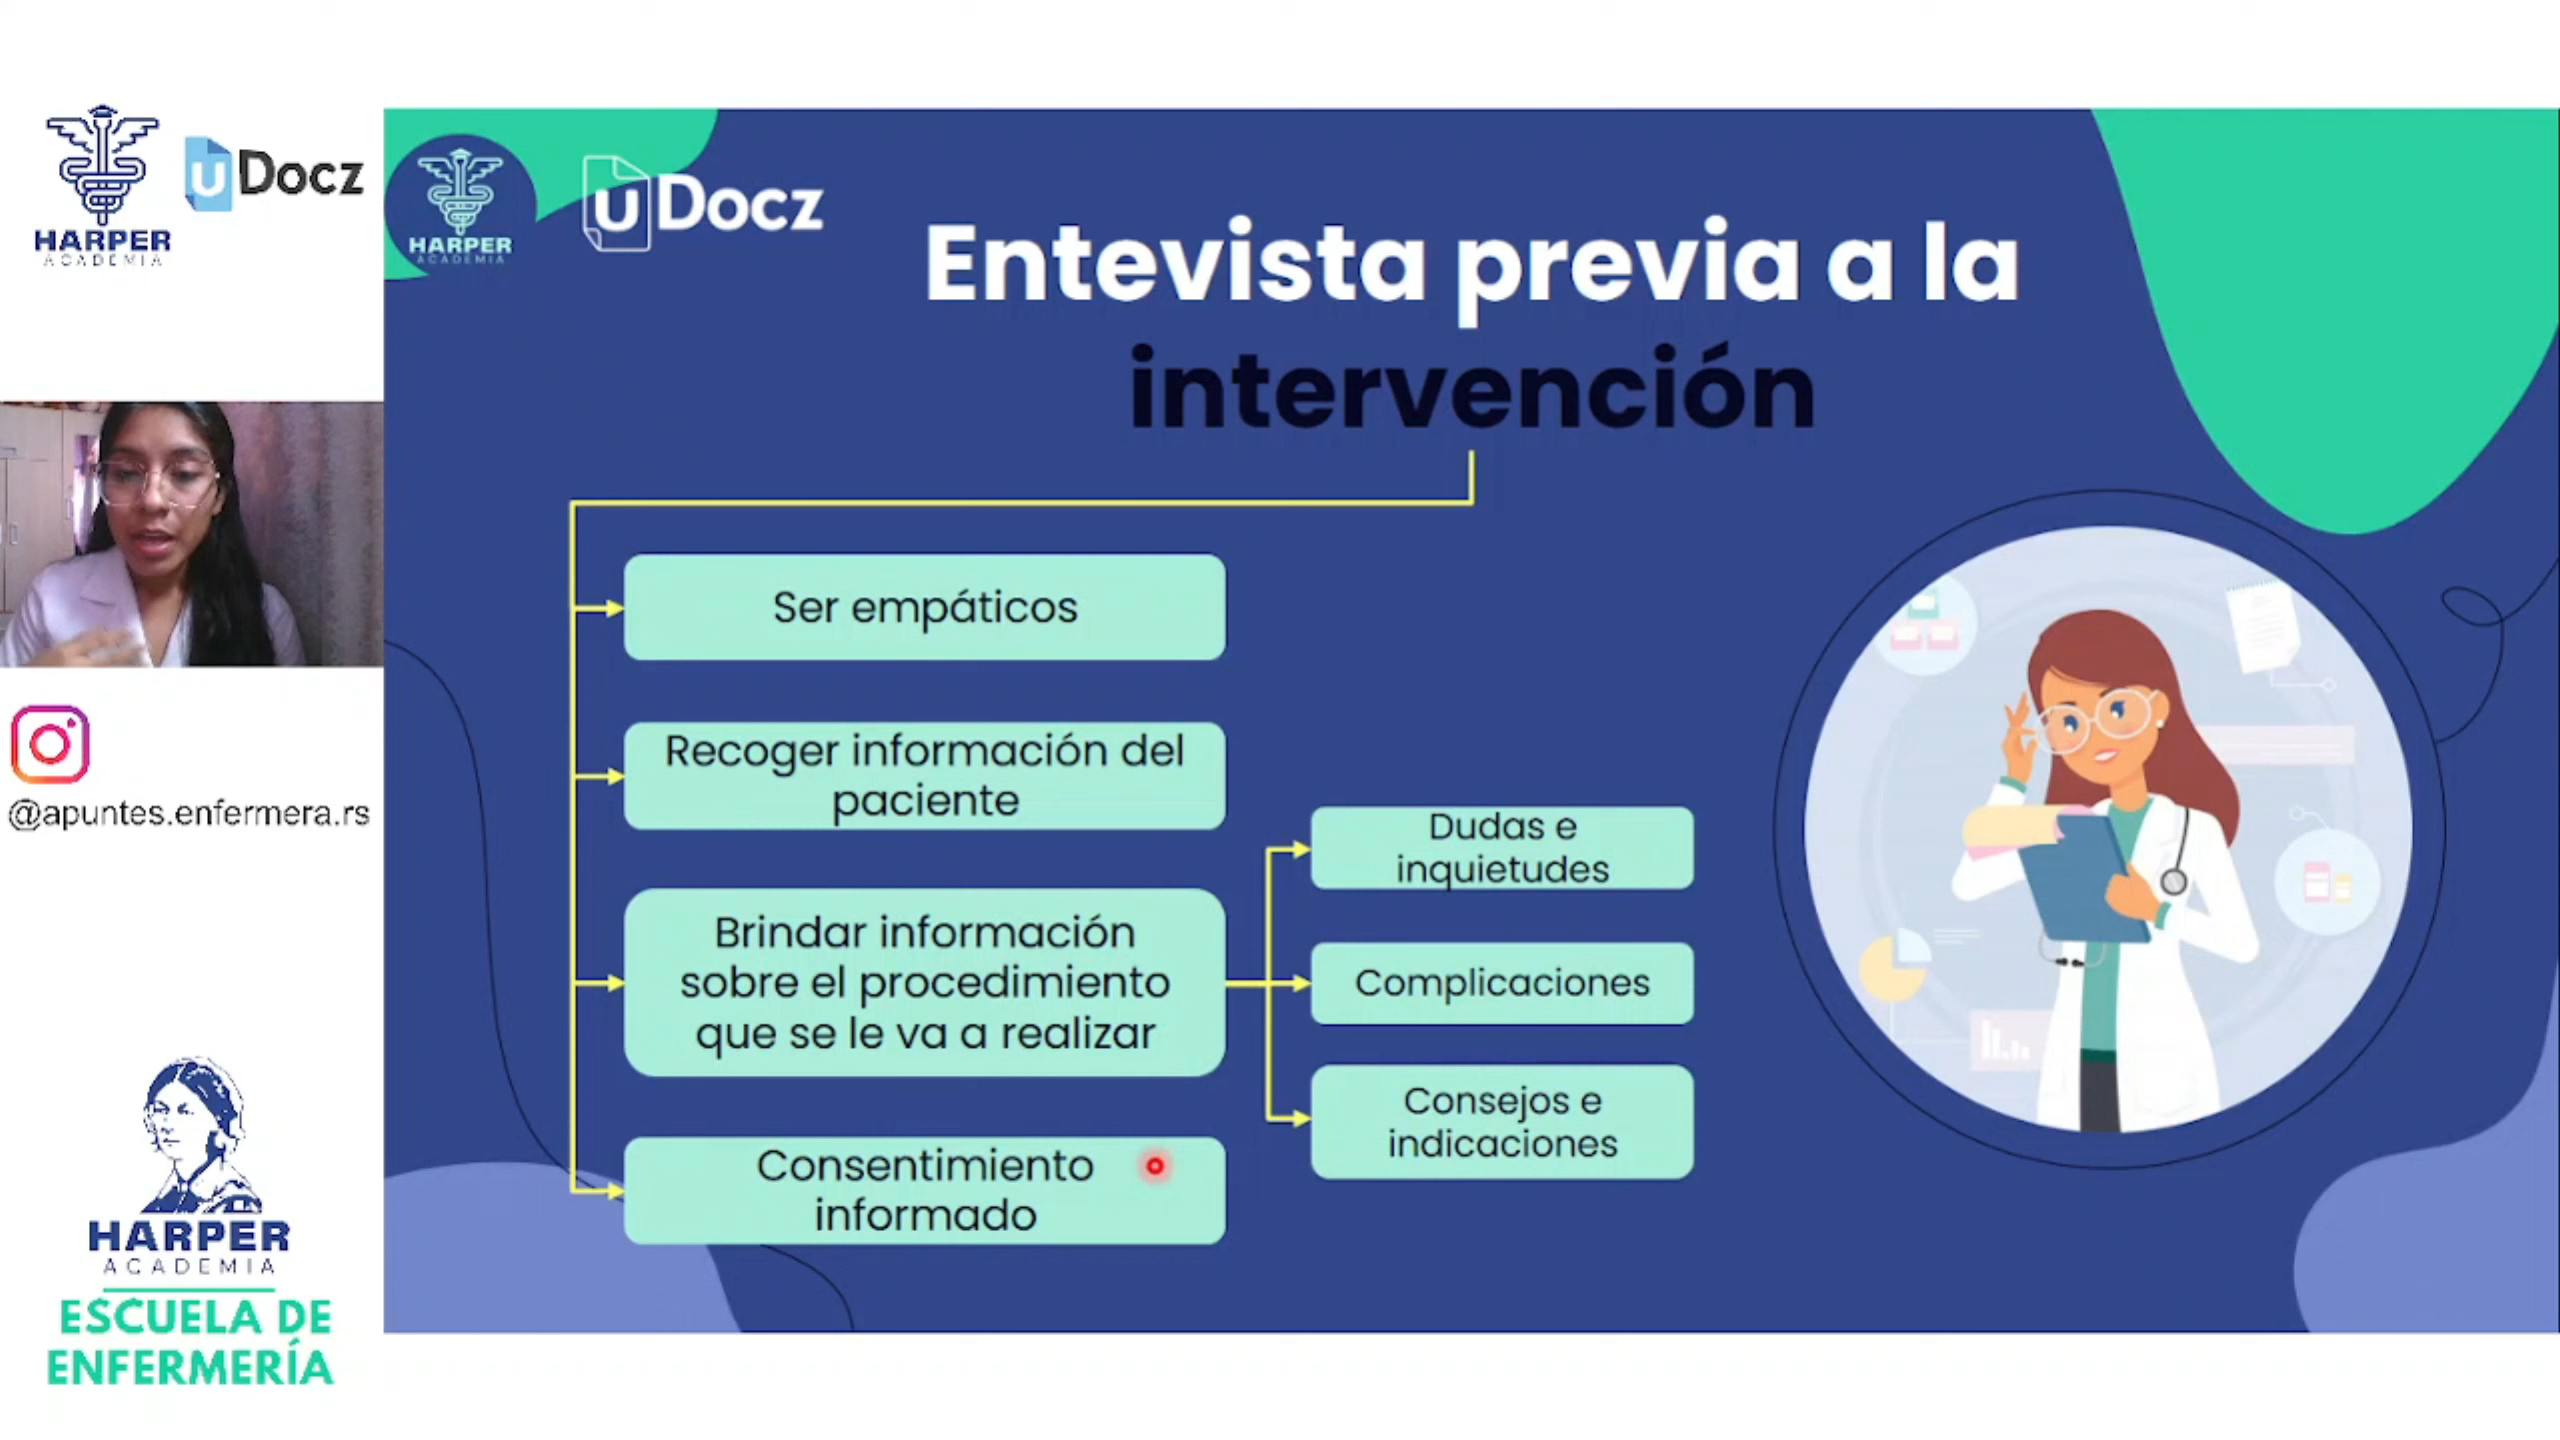 HARPER
ACADEMIA
uDocz
HARPER
ACADEMIA
uDocz
Entevista previa a la
intervención
Ser empáticos
Recoger información del
paciente
Brindar información
sobre el procedimiento
que se le va a realizar
Dudas e
inquietudes
Complicaciones
Consejos e
indicaciones
Consentimiento
informado
@apuntes.enfermera.rs
HARPER
ACADEMIA
ESCUELA DE
ENFERMERÍA